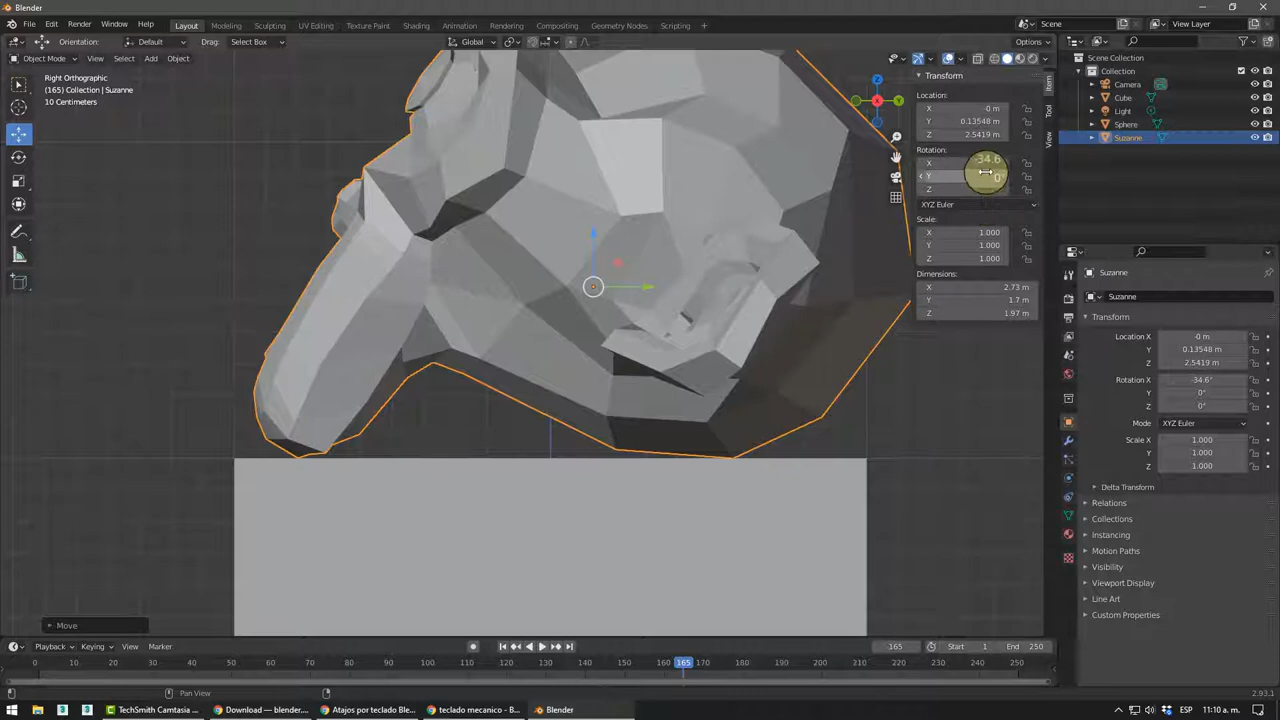 Blender
File Edit Render Window Help
Layout Modeling Sculpting UV Editing Texture Paint Shading Animation Rendering Compositing Geometry Nodes Scripting +
Scene View Layer
Orientation: Default Drag: Select Box Global Options
Object Mode View Select Add Object
Right Orthographic
(165) Collection | Suzanne
10 Centimeters
Transform
Location:
X -0 m
Y 0.13548 m
Z 2.5419 m
Rotation:
X -34.6
Y 0°
Z
XYZ Euler
Scale:
X 1.000
Y 1.000
Z 1.000
Dimensions:
X 2.73 m
Y 1.7 m
Z 1.97 m
Item
Tool
View
X
Y
Z
Scene Collection
Collection
Camera
Cube
Light
Sphere
Suzanne
Suzanne
Suzanne
Transform
Location X -0 m
Y 0.13548 m
Z 2.5419 m
Rotation X -34.6°
Y 0°
Z 0°
Mode XYZ Euler
Scale X 1.000
Y 1.000
Z 1.000
Delta Transform
Relations
Collections
Instancing
Motion Paths
Visibility
Viewport Display
Line Art
Custom Properties
Move
Playback Keying View Marker 165 Start 1 End 250
0 10 20 30 40 50 60 70 80 90 100 110 120 130 140 150 165 170 180 190 200 210 220 230 240 250
Pan View 2.93.1
TechSmith Camtasia Download — blender.... Atajos por teclado Ble... teclado mecanico - B... Blender ESP 11:10 a. m.